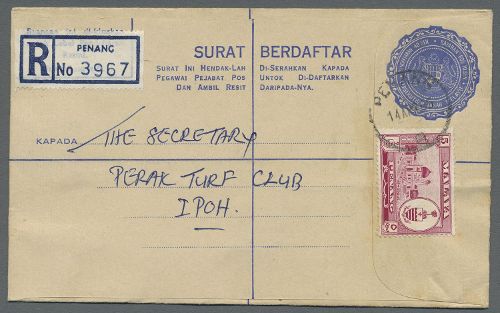 R
PENANG
No 3967
SURAT BERDAFTAR
SURAT INI HENDAK-LAH
PEGAWAI PEJABAT POS
DAN AMBIL RESIT
DI-SERAHKAN KAPADA
UNTOK DI-DAFTARKAN
DARIPADA-NYA.
KAPADA
THE SECRETARY
PERAK TURF CLUB
IPOH.
MALAYA